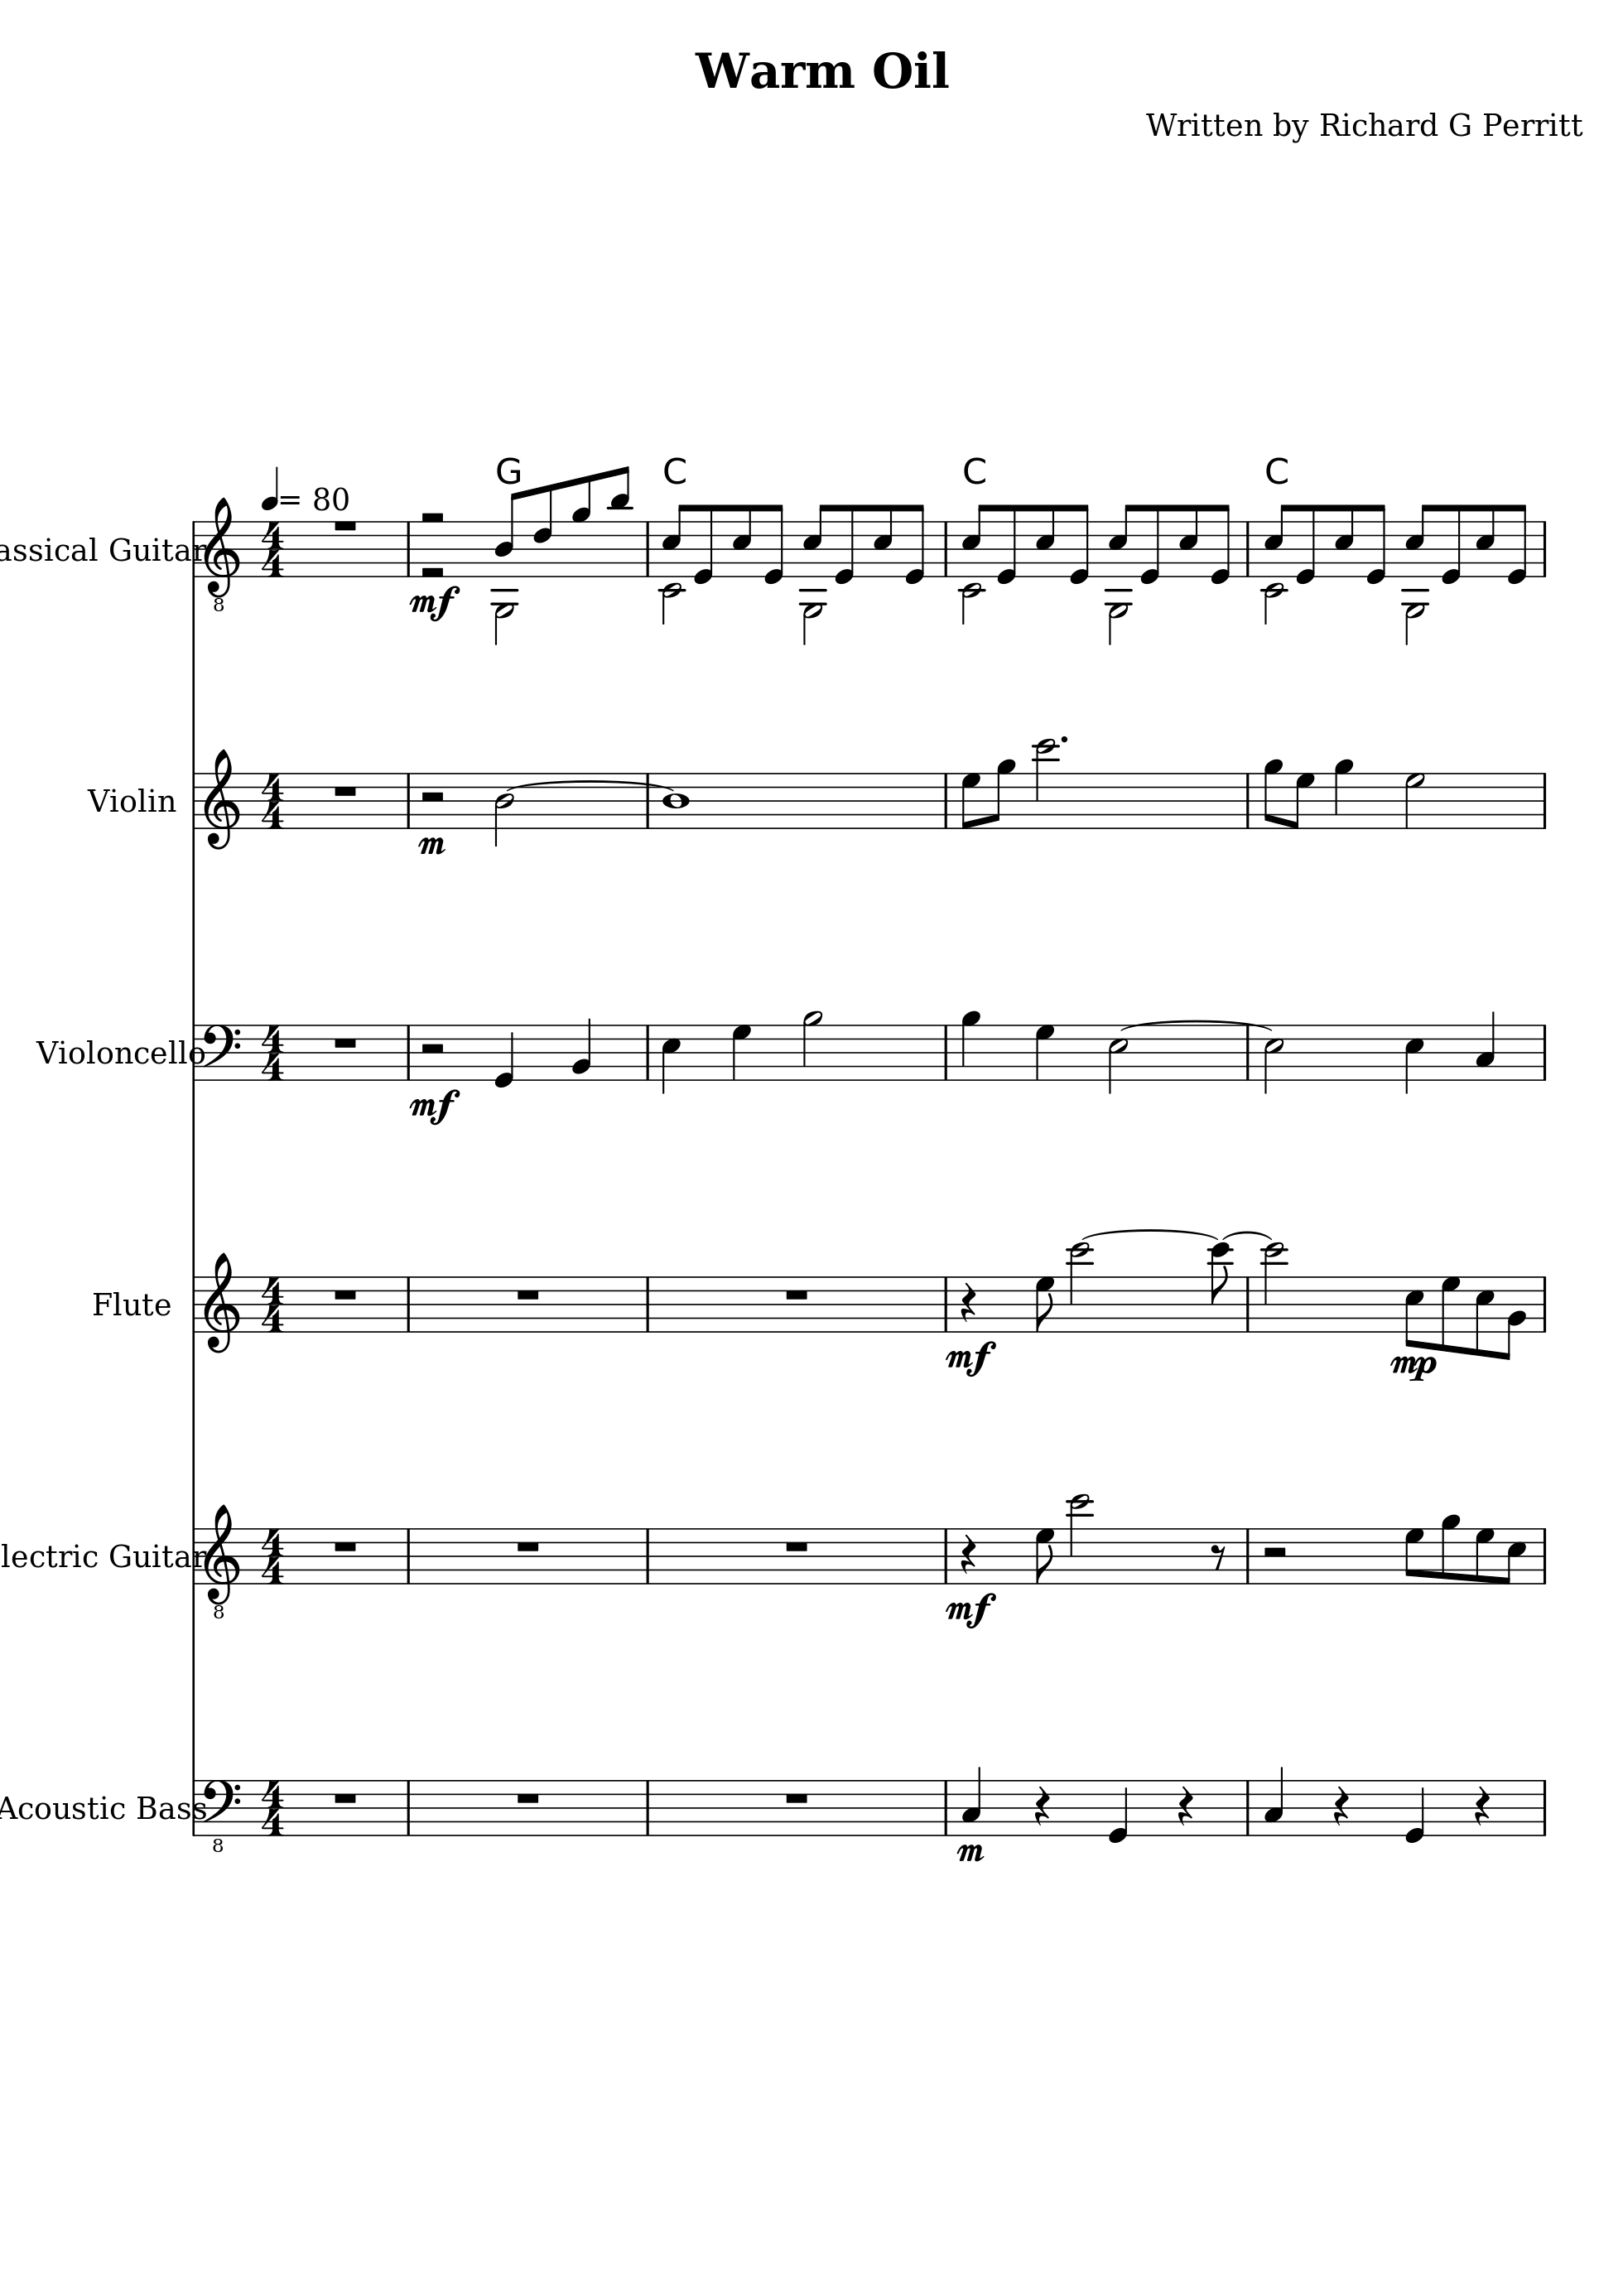 Warm Oil
Written by Richard G Perritt
G C C C
= 80
assical Guitar
8
mf
Violin
m
Violoncello
mf
Flute
mf mp
lectric Guitar
8
mf
Acoustic Bass
8
m